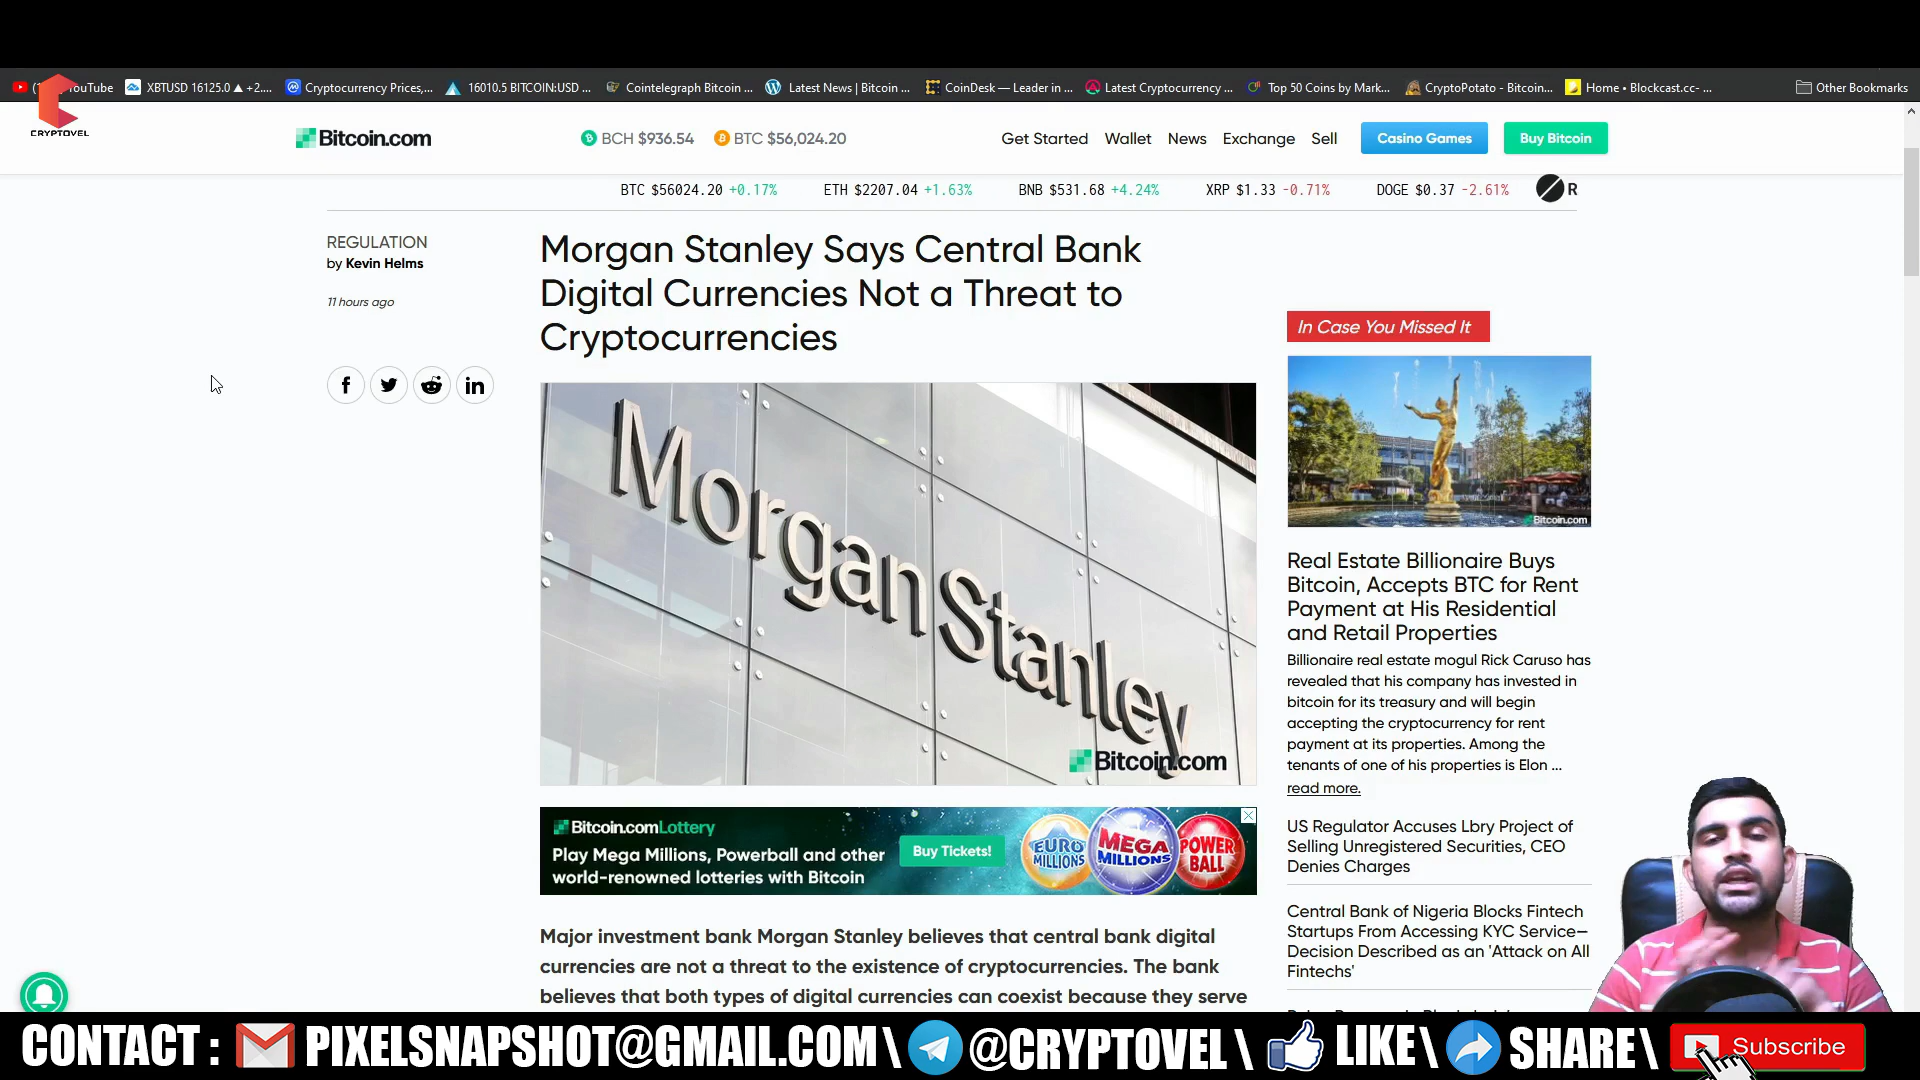 YouTube
XBTUSD 16125.0 ▲ +2....
Cryptocurrency Prices,...
16010.5 BITCOIN:USD ...
Cointelegraph Bitcoin ...
Latest News | Bitcoin ...
CoinDesk — Leader in ...
Latest Cryptocurrency ...
Top 50 Coins by Mark...
CryptoPotato - Bitcoin...
Home • Blockcast.cc- ...
Other Bookmarks
CRYPTOVEL
Bitcoin.com
BCH $936.54
BTC $56,024.20
Get Started
Wallet
News
Exchange
Sell
Casino Games
Buy Bitcoin
BTC $56024.20 +0.17%
ETH $2207.04 +1.63%
BNB $531.68 +4.24%
XRP $1.33 -0.71%
DOGE $0.37 -2.61%
R
REGULATION
by Kevin Helms
11 hours ago
Morgan Stanley Says Central Bank
Digital Currencies Not a Threat to
Cryptocurrencies
Morgan Stanley
Bitcoin.com
Bitcoin.com Lottery
Play Mega Millions, Powerball and other
world-renowned lotteries with Bitcoin
Buy Tickets!
EURO
MILLIONS
MEGA
MILLIONS
POWER
BALL
Major investment bank Morgan Stanley believes that central bank digital
currencies are not a threat to the existence of cryptocurrencies. The bank
believes that both types of digital currencies can coexist because they serve
In Case You Missed It
Bitcoin.com
Real Estate Billionaire Buys
Bitcoin, Accepts BTC for Rent
Payment at His Residential
and Retail Properties
Billionaire real estate mogul Rick Caruso has
revealed that his company has invested in
bitcoin for its treasury and will begin
accepting the cryptocurrency for rent
payment at its properties. Among the
tenants of one of his properties is Elon ...
read more.
US Regulator Accuses Lbry Project of
Selling Unregistered Securities, CEO
Denies Charges
Central Bank of Nigeria Blocks Fintech
Startups From Accessing KYC Service—
Decision Described as an 'Attack on All
Fintechs'
CONTACT : PIXELSNAPSHOT@GMAIL.COM \ @CRYPTOVEL \ LIKE \ SHARE \ Subscribe